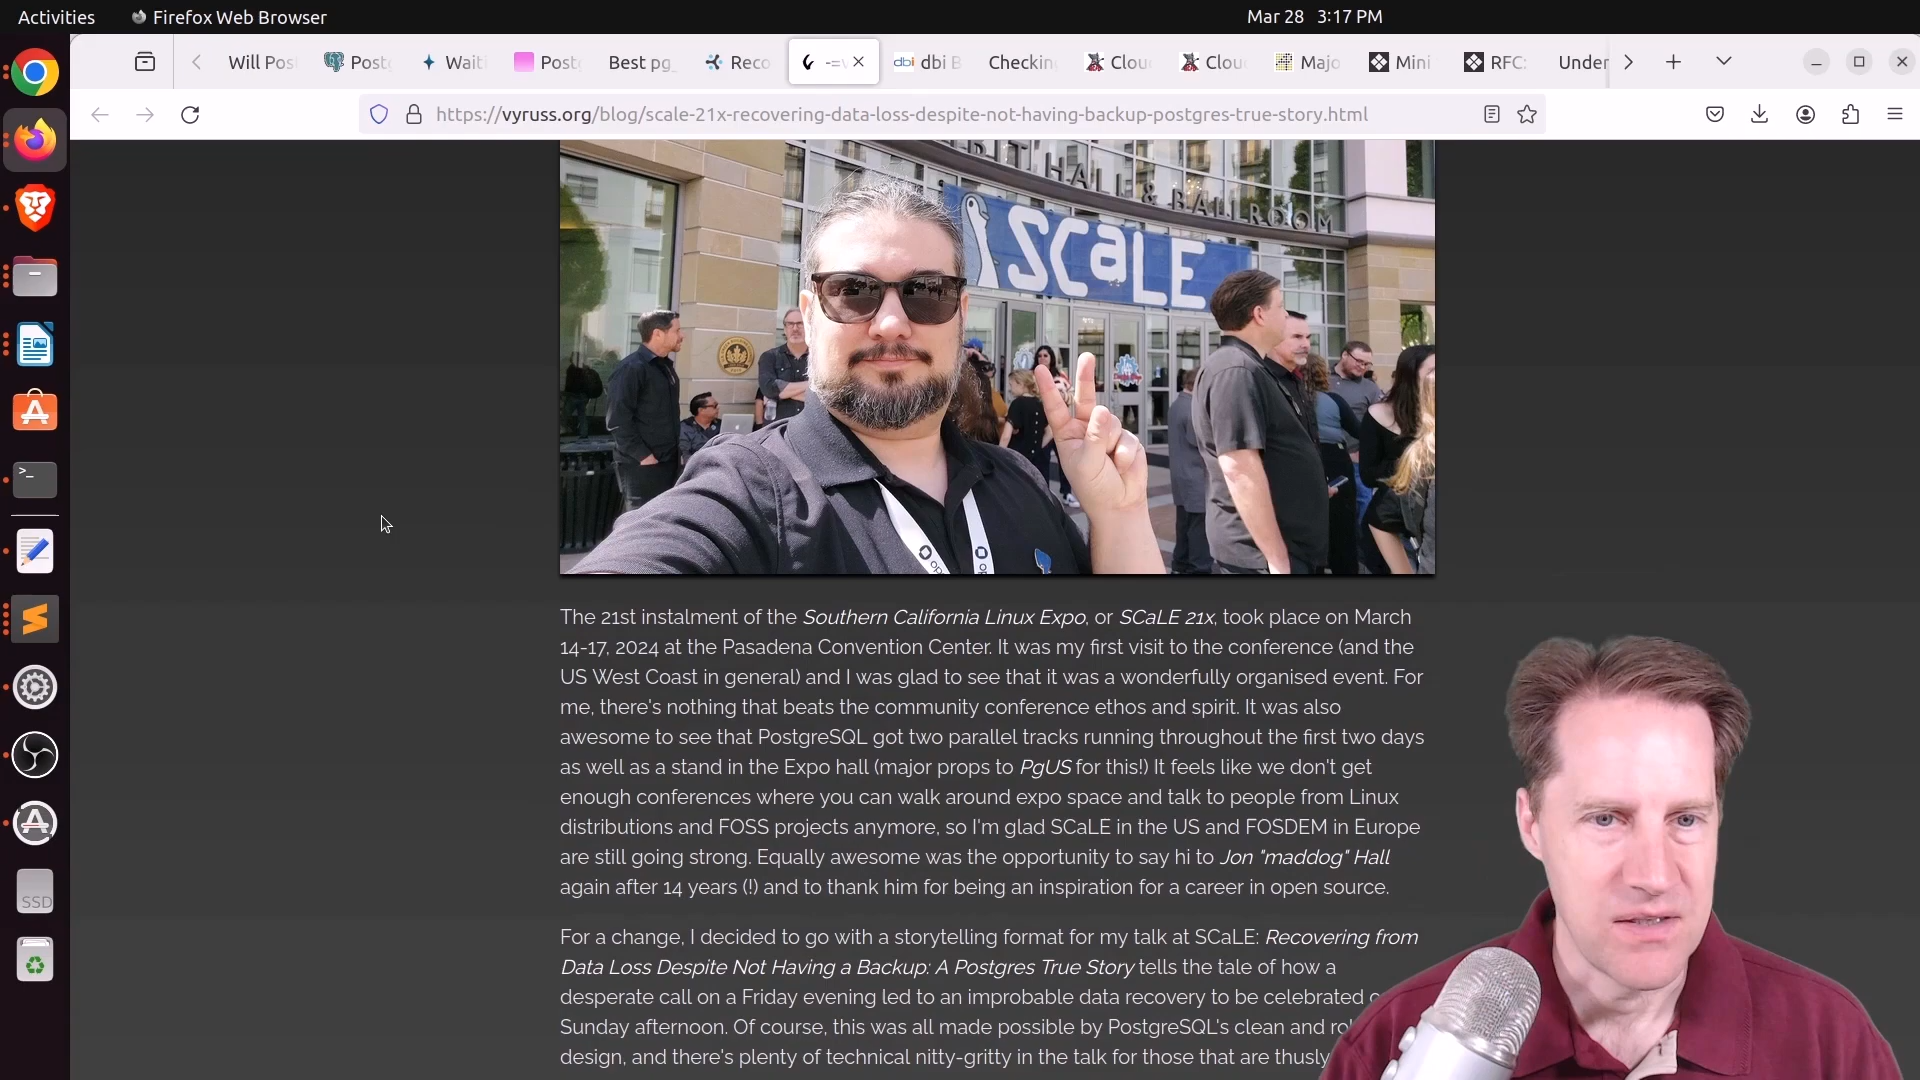 Activities
Firefox Web Browser
Mar 28 3:17 PM
Will Pos
Postg
Waiti
Postg
Best pg_
Reco
dbi B
Checkin
Clou
Clou
Majo
Mini
RFC:
Under
https://vyruss.org/blog/scale-21x-recovering-data-loss-despite-not-having-backup-postgres-true-story.html
BIT HALL & BALLROOM
SCaLE
The 21st instalment of the Southern California Linux Expo, or SCaLE 21x, took place on March
14-17, 2024 at the Pasadena Convention Center. It was my first visit to the conference (and the
US West Coast in general) and I was glad to see that it was a wonderfully organised event. For
me, there's nothing that beats the community conference ethos and spirit. It was also
awesome to see that PostgreSQL got two parallel tracks running throughout the first two days
as well as a stand in the Expo hall (major props to PgUS for this!) It feels like we don't get
enough conferences where you can walk around expo space and talk to people from Linux
distributions and FOSS projects anymore, so I'm glad SCaLE in the US and FOSDEM in Europe
are still going strong. Equally awesome was the opportunity to say hi to Jon "maddog" Hall
again after 14 years (!) and to thank him for being an inspiration for a career in open source.
For a change, I decided to go with a storytelling format for my talk at SCaLE: Recovering from
Data Loss Despite Not Having a Backup: A Postgres True Story tells the tale of how a
desperate call on a Friday evening led to an improbable data recovery to be celebrated
Sunday afternoon. Of course, this was all made possible by PostgreSQL's clean and ro
design, and there's plenty of technical nitty-gritty in the talk for those that are thusly
SSD